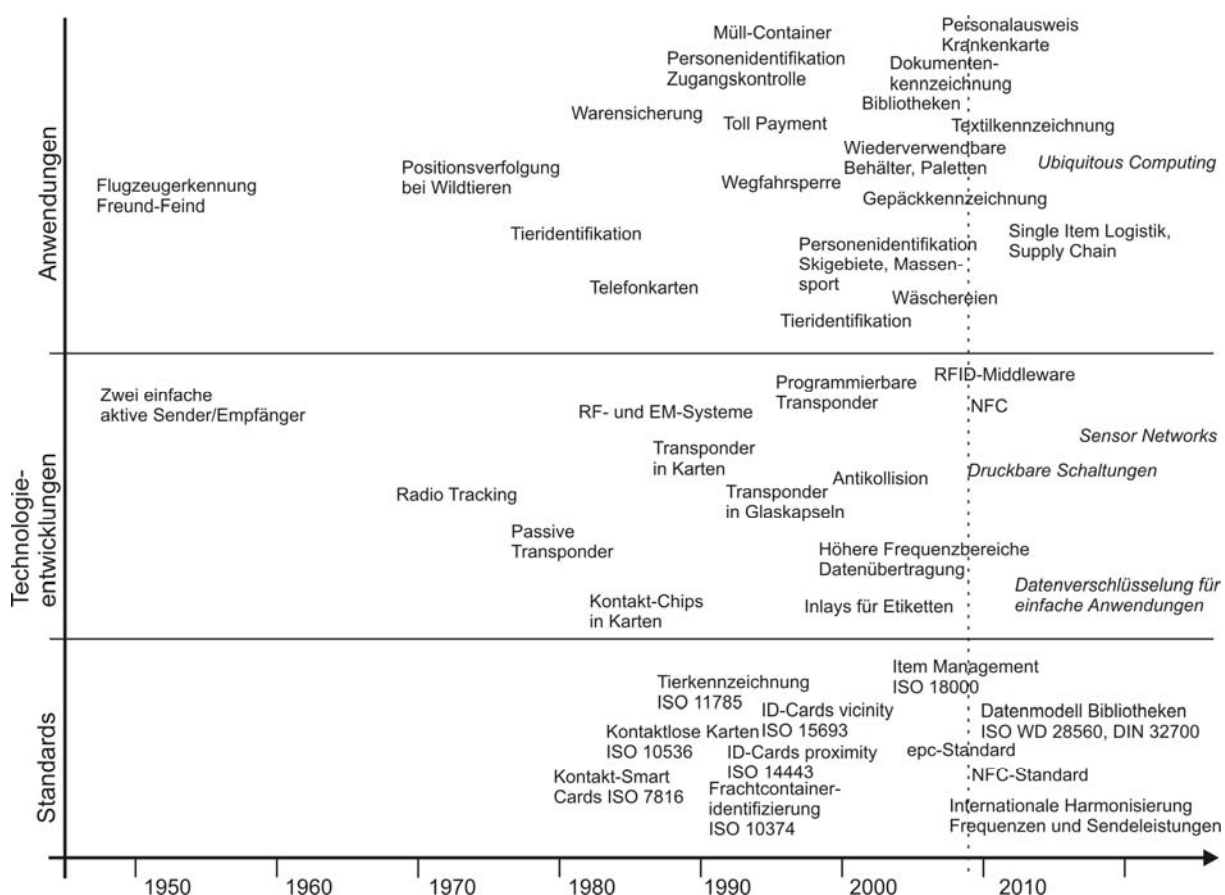 Anwendungen
Müll-Container
Personenidentifikation
Zugangskontrolle
Personalausweis
Krankenkarte
Dokumenten-
kennzeichnung
Bibliotheken
Warensicherung
Toll Payment
Textilkennzeichnung
Wiederverwendbare
Behälter, Paletten
Ubiquitous Computing
Flugzeugerkennung
Freund-Feind
Positionsverfolgung
bei Wildtieren
Wegfahrsperre
Gepäckkennzeichnung
Tieridentifikation
Personenidentifikation
Skigebiete, Massen-
sport
Single Item Logistik,
Supply Chain
Telefonkarten
Wäschereien
Tieridentifikation
Technologie-
entwicklungen
Zwei einfache
aktive Sender/Empfänger
RF- und EM-Systeme
Programmierbare
Transponder
RFID-Middleware
NFC
Sensor Networks
Transponder
in Karten
Antikollision
Druckbare Schaltungen
Radio Tracking
Transponder
in Glaskapseln
Passive
Transponder
Höhere Frequenzbereiche
Datenübertragung
Kontakt-Chips
in Karten
Inlays für Etiketten
Datenverschlüsselung für
einfache Anwendungen
Standards
Tierkennzeichnung
ISO 11785
Item Management
ISO 18000
ID-Cards vicinity
ISO 15693
Datenmodell Bibliotheken
ISO WD 28560, DIN 32700
Kontaktlose Karten
ISO 10536
ID-Cards proximity
ISO 14443
epc-Standard
Kontakt-Smart
Cards ISO 7816
NFC-Standard
Frachtcontainer-
identifizierung
ISO 10374
Internationale Harmonisierung
Frequenzen und Sendeleistungen
1950 1960 1970 1980 1990 2000 2010